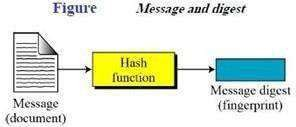 Figure Message and digest
Hash
function
Message
(document)
Message digest
(fingerprint)